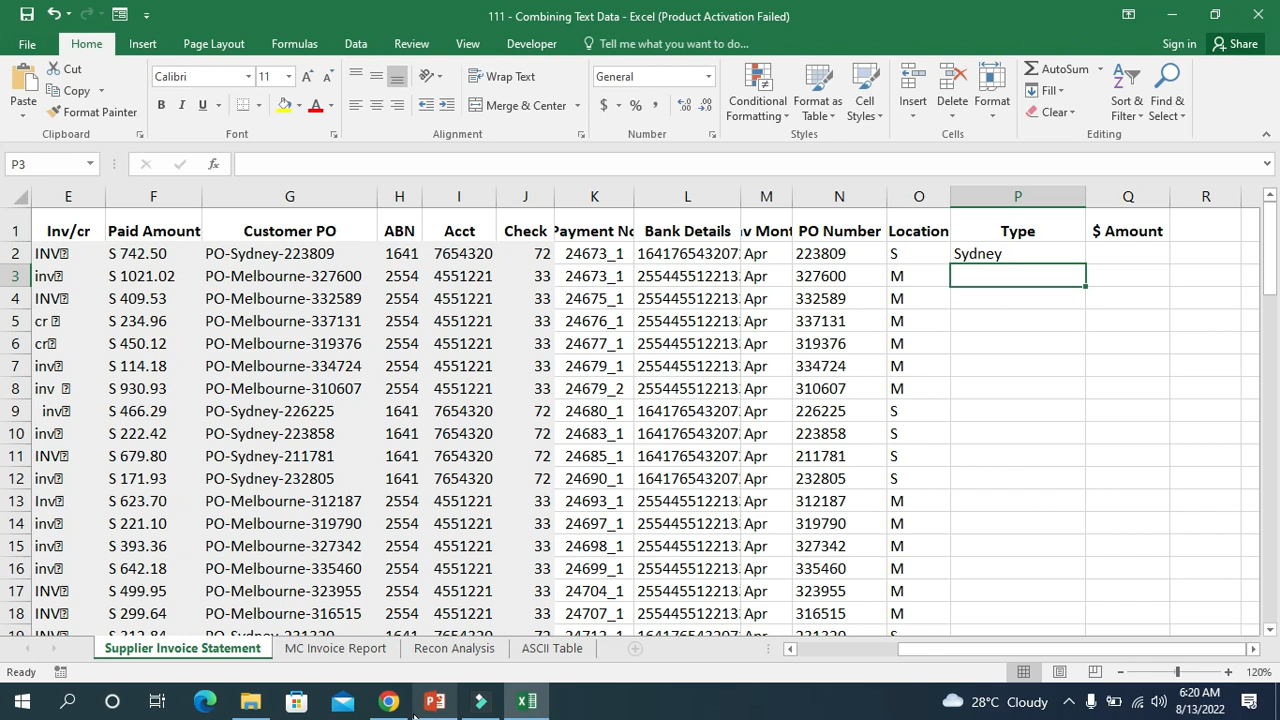 111 - Combining Text Data - Excel (Product Activation Failed)
File Home Insert Page Layout Formulas Data Review View Developer Tell me what you want to do... Sign in Share
Cut
Copy
Format Painter
Paste
Calibri 11
B I U
Wrap Text
Merge & Center
General
$ % ,
Conditional Formatting
Format as Table
Cell Styles
Insert Delete Format
AutoSum
Fill
Clear
Sort & Filter
Find & Select
Clipboard Font Alignment Number Styles Cells Editing
P3 fx
E F G H I J K L M N O P Q R
1 Inv/cr Paid Amount Customer PO ABN Acct Check Payment No Bank Details v Mont PO Number Location Type $ Amount
2 INV S 742.50 PO-Sydney-223809 1641 7654320 72 24673_1 1641765432072 Apr 223809 S Sydney
3 inv S 1021.02 PO-Melbourne-327600 2554 4551221 33 24673_1 255445512213 Apr 327600 M
4 INV S 409.53 PO-Melbourne-332589 2554 4551221 33 24675_1 255445512213 Apr 332589 M
5 cr S 234.96 PO-Melbourne-337131 2554 4551221 33 24676_1 255445512213 Apr 337131 M
6 cr S 450.12 PO-Melbourne-319376 2554 4551221 33 24677_1 255445512213 Apr 319376 M
7 inv S 114.18 PO-Melbourne-334724 2554 4551221 33 24679_1 255445512213 Apr 334724 M
8 inv S 930.93 PO-Melbourne-310607 2554 4551221 33 24679_2 255445512213 Apr 310607 M
9 inv S 466.29 PO-Sydney-226225 1641 7654320 72 24680_1 164176543207 Apr 226225 S
10 inv S 222.42 PO-Sydney-223858 1641 7654320 72 24683_1 164176543207 Apr 223858 S
11 INV S 679.80 PO-Sydney-211781 1641 7654320 72 24685_1 164176543207 Apr 211781 S
12 inv S 171.93 PO-Sydney-232805 1641 7654320 72 24690_1 164176543207 Apr 232805 S
13 INV S 623.70 PO-Melbourne-312187 2554 4551221 33 24693_1 255445512213 Apr 312187 M
14 inv S 221.10 PO-Melbourne-319790 2554 4551221 33 24697_1 255445512213 Apr 319790 M
15 inv S 393.36 PO-Melbourne-327342 2554 4551221 33 24698_1 255445512213 Apr 327342 M
16 inv S 642.18 PO-Melbourne-335460 2554 4551221 33 24699_1 255445512213 Apr 335460 M
17 INV S 499.95 PO-Melbourne-323955 2554 4551221 33 24704_1 255445512213 Apr 323955 M
18 INV S 299.64 PO-Melbourne-316515 2554 4551221 33 24707_1 255445512213 Apr 316515 M
Supplier Invoice Statement MC Invoice Report Recon Analysis ASCII Table
Ready 120%
28°C Cloudy 6:20 AM
8/13/2022